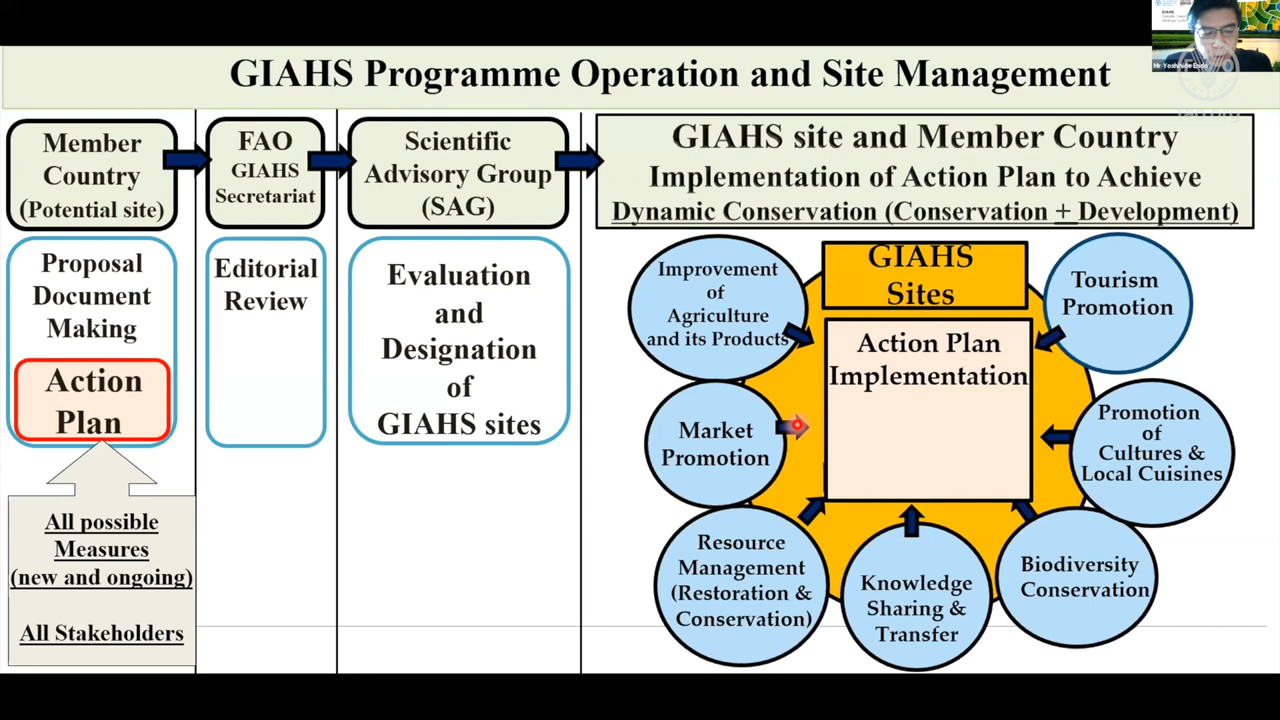 GIAHS
Mr Yoshihide Endo
GIAHS Programme Operation and Site Management
Member
Country
(Potential site)
FAO
GIAHS
Secretariat
Scientific
Advisory Group
(SAG)
GIAHS site and Member Country
Implementation of Action Plan to Achieve
Dynamic Conservation (Conservation + Development)
Proposal
Document
Making
Action
Plan
All possible
Measures
(new and ongoing)
All Stakeholders
Editorial
Review
Evaluation
and
Designation
of
GIAHS sites
GIAHS
Sites
Action Plan
Implementation
Improvement
of
Agriculture
and its Products
Market
Promotion
Resource
Management
(Restoration &
Conservation)
Knowledge
Sharing &
Transfer
Biodiversity
Conservation
Promotion
of
Cultures &
Local Cuisines
Tourism
Promotion